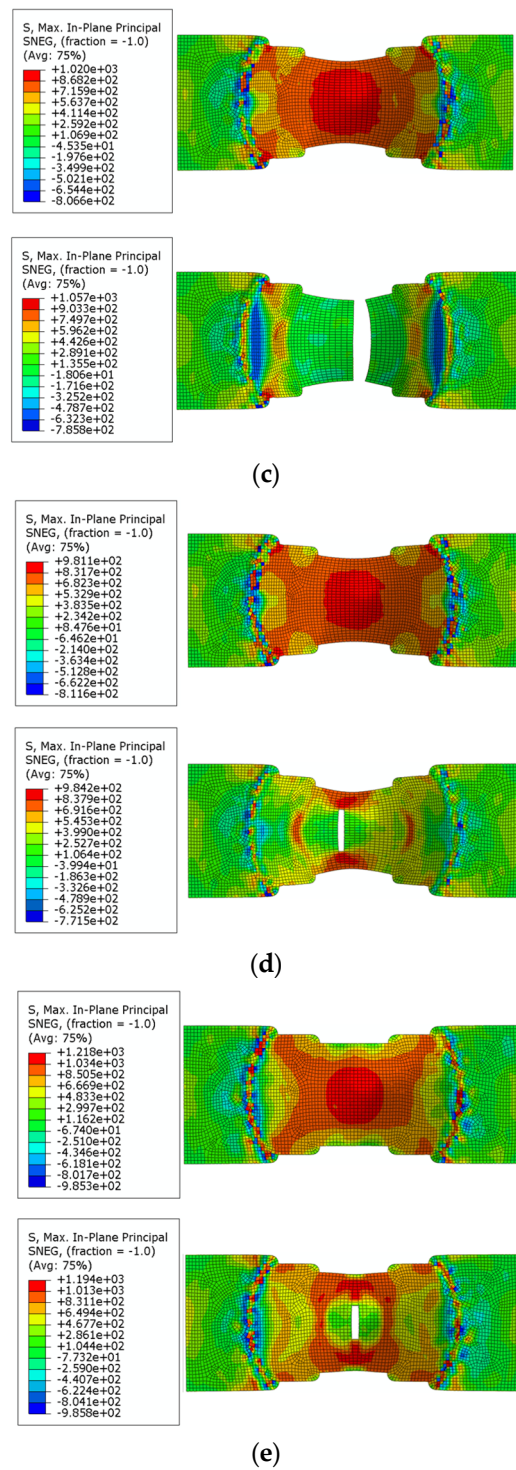 S, Max. In-Plane Principal
SNEG, (fraction = -1.0)
(Avg: 75%)
+1.020e+03
+8.682e+02
+7.159e+02
+5.637e+02
+4.114e+02
+2.592e+02
+1.069e+02
-4.535e+01
-1.976e+02
-3.499e+02
-5.021e+02
-6.544e+02
-8.066e+02
S, Max. In-Plane Principal
SNEG, (fraction = -1.0)
(Avg: 75%)
+1.057e+03
+9.033e+02
+7.497e+02
+5.962e+02
+4.426e+02
+2.891e+02
+1.355e+02
-1.806e+01
-1.716e+02
-3.252e+02
-4.787e+02
-6.323e+02
-7.858e+02
(c)
S, Max. In-Plane Principal
SNEG, (fraction = -1.0)
(Avg: 75%)
+9.811e+02
+8.317e+02
+6.823e+02
+5.329e+02
+3.835e+02
+2.342e+02
+8.476e+01
-6.462e+01
-2.140e+02
-3.634e+02
-5.128e+02
-6.622e+02
-8.116e+02
S, Max. In-Plane Principal
SNEG, (fraction = -1.0)
(Avg: 75%)
+9.842e+02
+8.379e+02
+6.916e+02
+5.453e+02
+3.990e+02
+2.527e+02
+1.064e+02
-3.994e+01
-1.863e+02
-3.326e+02
-4.789e+02
-6.252e+02
-7.715e+02
(d)
S, Max. In-Plane Principal
SNEG, (fraction = -1.0)
(Avg: 75%)
+1.218e+03
+1.034e+03
+8.505e+02
+6.669e+02
+4.833e+02
+2.997e+02
+1.162e+02
-6.740e+01
-2.510e+02
-4.346e+02
-6.181e+02
-8.017e+02
-9.853e+02
S, Max. In-Plane Principal
SNEG, (fraction = -1.0)
(Avg: 75%)
+1.194e+03
+1.013e+03
+8.311e+02
+6.494e+02
+4.677e+02
+2.861e+02
+1.044e+02
-7.732e+01
-2.590e+02
-4.407e+02
-6.224e+02
-8.041e+02
-9.858e+02
(e)